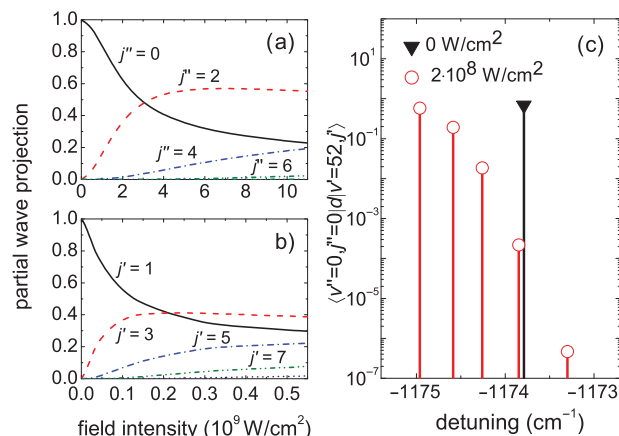 partial wave projection
1.0
0.8
0.6
0.4
0.2
0.0
(a)
j" = 0
j" = 2
j" = 4
j" = 6
0 2 4 6 8 10
1.0
0.8
0.6
0.4
0.2
0.0
b)
j' = 1
j' = 3
j' = 5
j' = 7
0.0 0.1 0.2 0.3 0.4 0.5
field intensity (10⁹ W/cm²)
(c)
0 W/cm²
2·10⁸ W/cm²
⟨v"=0,j"=0|d|v'=52,j'⟩
10¹
10⁻¹
10⁻³
10⁻⁵
10⁻⁷
−1175 −1174 −1173
detuning (cm⁻¹)